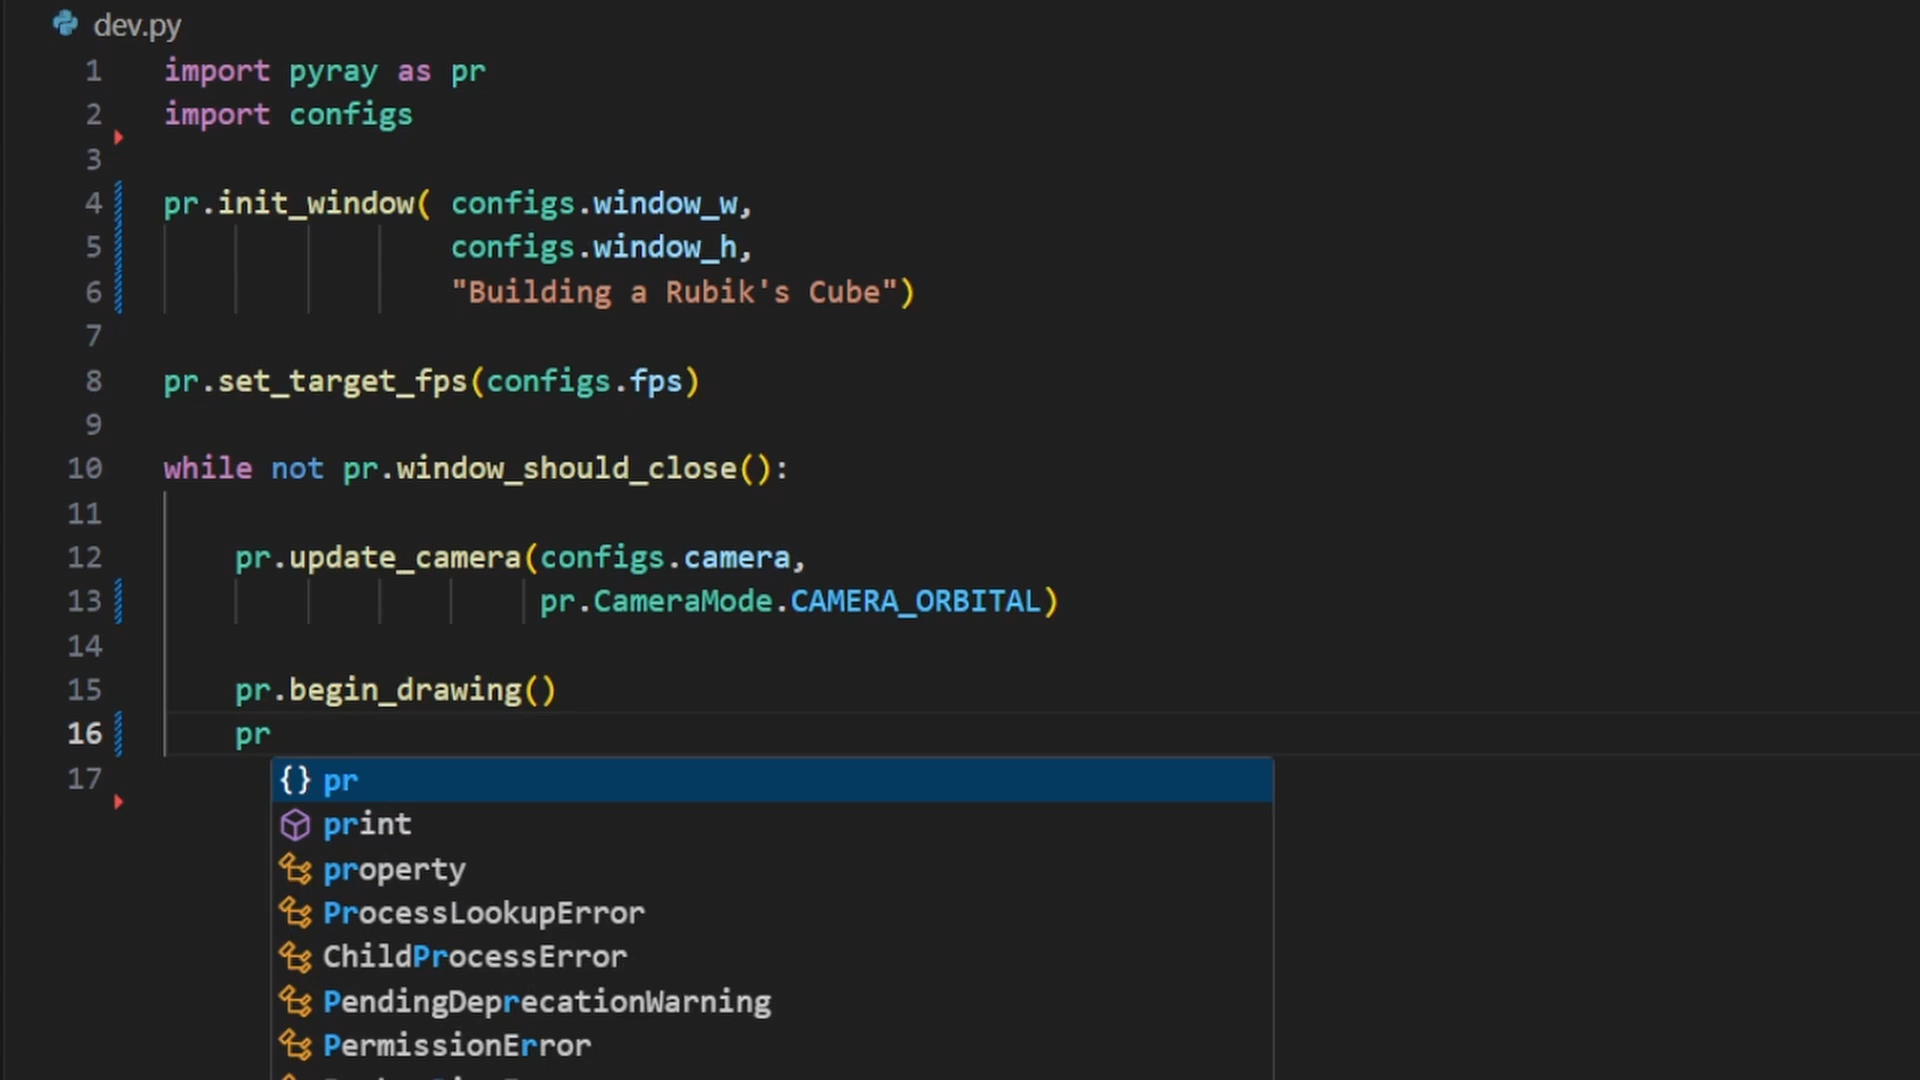 dev.py
1 import pyray as pr
2 import configs
3
4 pr.init_window( configs.window_w,
5 configs.window_h,
6 "Building a Rubik's Cube")
7
8 pr.set_target_fps(configs.fps)
9
10 while not pr.window_should_close():
11
12 pr.update_camera(configs.camera,
13 pr.CameraMode.CAMERA_ORBITAL)
14
15 pr.begin_drawing()
16 pr
17
{} pr
print
property
ProcessLookupError
ChildProcessError
PendingDeprecationWarning
PermissionError